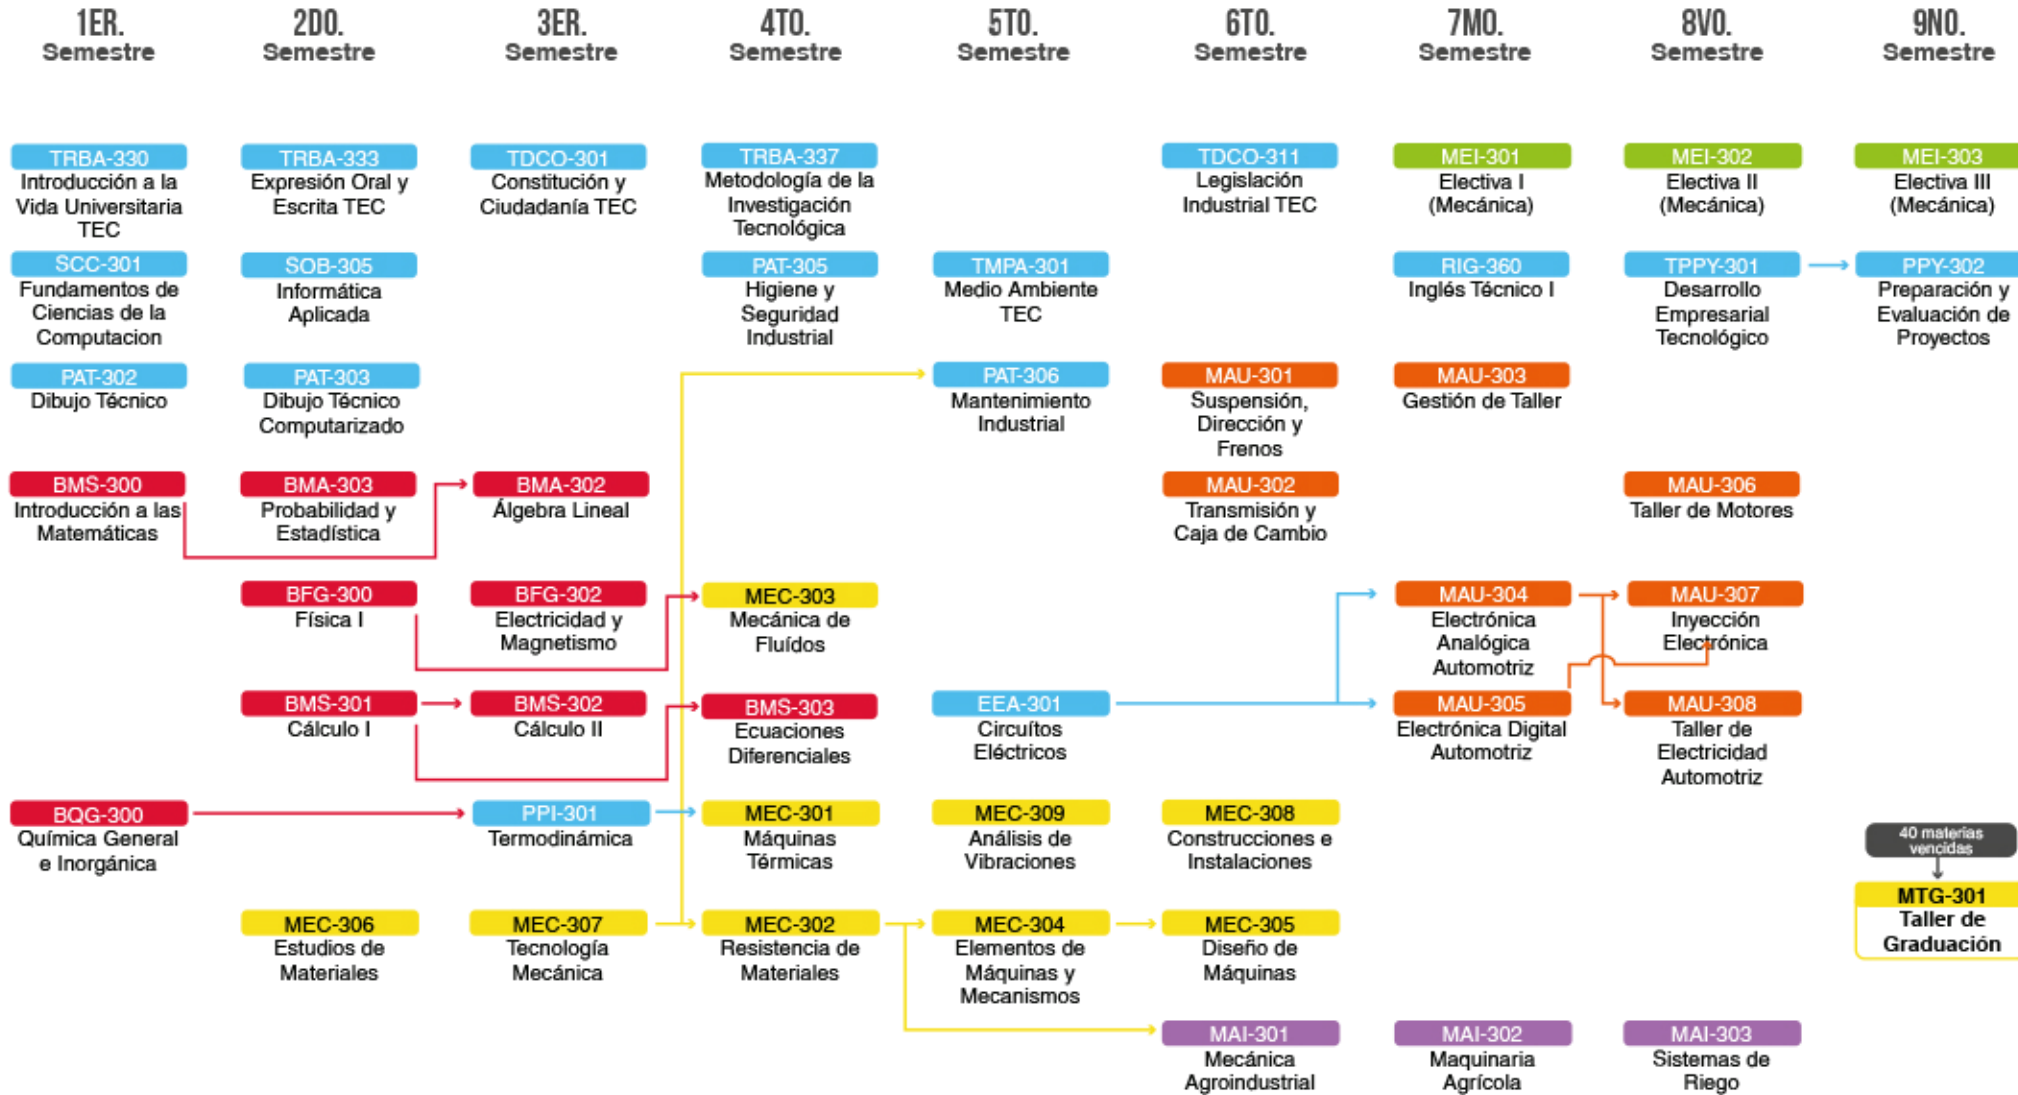 1ER.
Semestre
2DO.
Semestre
3ER.
Semestre
4TO.
Semestre
5TO.
Semestre
6TO.
Semestre
7MO.
Semestre
8VO.
Semestre
9NO.
Semestre
TRBA-330
Introducción a la
Vida Universitaria
TEC
TRBA-333
Expresión Oral y
Escrita TEC
TDCO-301
Constitución y
Ciudadanía TEC
TRBA-337
Metodología de la
Investigación
Tecnológica
TDCO-311
Legislación
Industrial TEC
MEI-301
Electiva I
(Mecánica)
MEI-302
Electiva II
(Mecánica)
MEI-303
Electiva III
(Mecánica)
SCC-301
Fundamentos de
Ciencias de la
Computacion
SOB-305
Informática
Aplicada
PAT-305
Higiene y
Seguridad
Industrial
TMPA-301
Medio Ambiente
TEC
RIG-360
Inglés Técnico I
TPPY-301
Desarrollo
Empresarial
Tecnológico
PPY-302
Preparación y
Evaluación de
Proyectos
PAT-302
Dibujo Técnico
PAT-303
Dibujo Técnico
Computarizado
PAT-306
Mantenimiento
Industrial
MAU-301
Suspensión,
Dirección y
Frenos
MAU-303
Gestión de Taller
BMS-300
Introducción a las
Matemáticas
BMA-303
Probabilidad y
Estadística
BMA-302
Álgebra Lineal
MAU-302
Transmisión y
Caja de Cambio
MAU-306
Taller de Motores
BFG-300
Física I
BFG-302
Electricidad y
Magnetismo
MEC-303
Mecánica de
Fluídos
MAU-304
Electrónica
Analógica
Automotriz
MAU-307
Inyección
Electrónica
BMS-301
Cálculo I
BMS-302
Cálculo II
BMS-303
Ecuaciones
Diferenciales
EEA-301
Circuítos
Eléctricos
MAU-305
Electrónica Digital
Automotriz
MAU-308
Taller de
Electricidad
Automotriz
BQG-300
Química General
e Inorgánica
PPI-301
Termodinámica
MEC-301
Máquinas
Térmicas
MEC-309
Análisis de
Vibraciones
MEC-308
Construcciones e
Instalaciones
40 materias
vencidas
MEC-306
Estudios de
Materiales
MEC-307
Tecnología
Mecánica
MEC-302
Resistencia de
Materiales
MEC-304
Elementos de
Máquinas y
Mecanismos
MEC-305
Diseño de
Máquinas
MTG-301
Taller de
Graduación
MAI-301
Mecánica
Agroindustrial
MAI-302
Maquinaria
Agrícola
MAI-303
Sistemas de
Riego